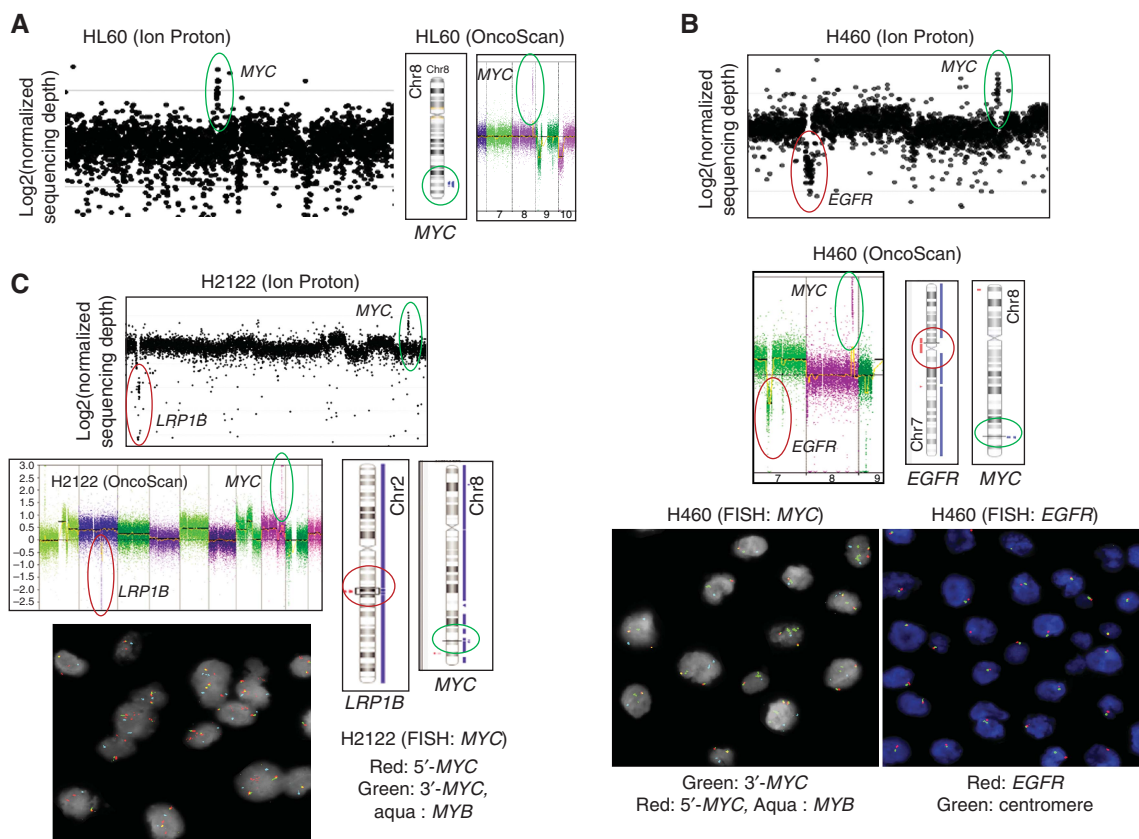 A
HL60 (Ion Proton)
MYC
Log2(normalized
sequencing depth)
HL60 (OncoScan)
Chr8
Chr8
MYC
MYC
7 8 9 10
B
H460 (Ion Proton)
MYC
EGFR
Log2(normalized
sequencing depth)
H460 (OncoScan)
MYC
EGFR
7 8 9
Chr7
EGFR
Chr8
MYC
C
H2122 (Ion Proton)
MYC
LRP1B
Log2(normalized
sequencing depth)
3.0
2.5
2.0
1.5
1.0
0.5
0
−0.5
−1.0
−1.5
−2.0
−2.5
H2122 (OncoScan)
MYC
LRP1B
Chr2
LRP1B
Chr8
MYC
H2122 (FISH: MYC)
Red: 5′-MYC
Green: 3′-MYC,
aqua : MYB
H460 (FISH: MYC)
Green: 3′-MYC
Red: 5′-MYC, Aqua : MYB
H460 (FISH: EGFR)
Red: EGFR
Green: centromere